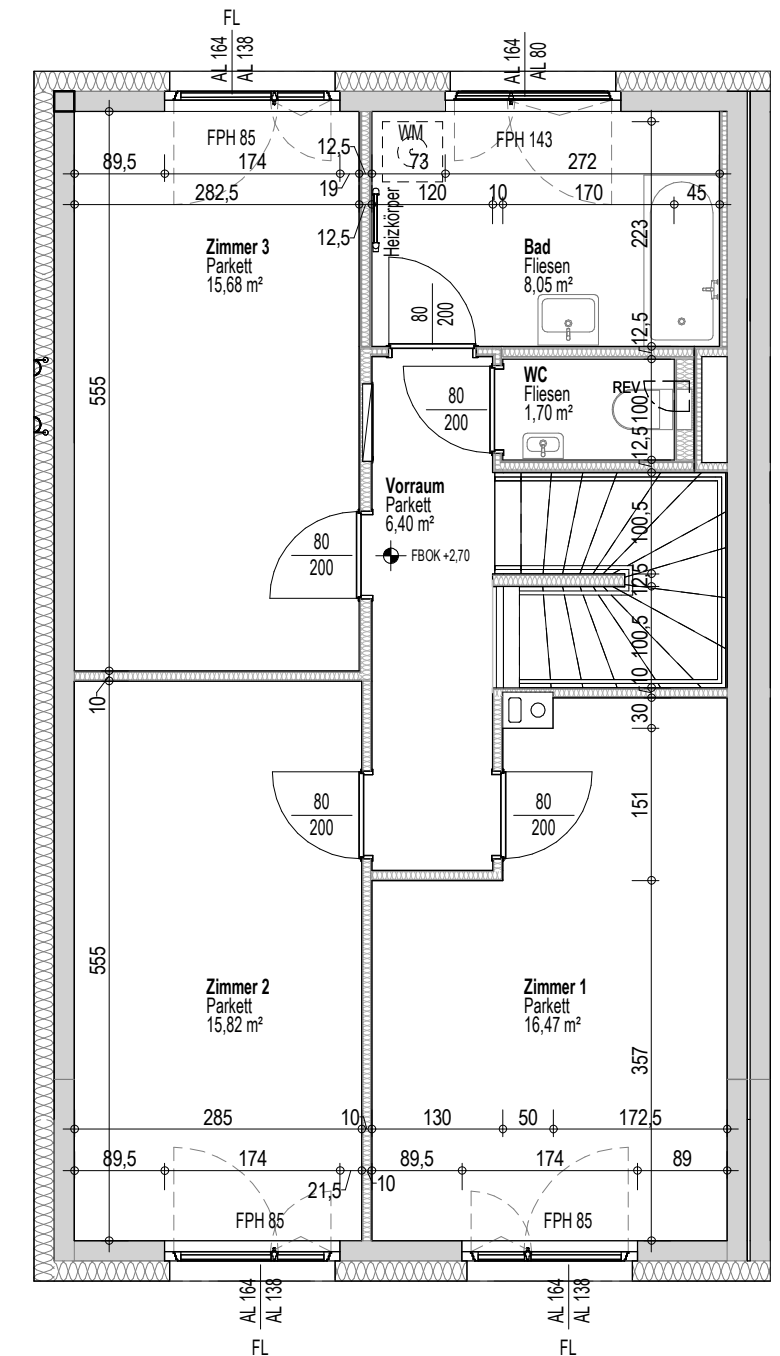 FL
AL 164
AL 138
AL 164
AL 80
FPH 85
WM
FPH 143
89,5
174
12,5
73
272
282,5
19
120
10
170
45
12,5
Heizkörper
Zimmer 3
Parkett
15,68 m²
Bad
Fliesen
8,05 m²
223
80
200
12,5
WC
Fliesen
1,70 m²
REV
100
555
80
200
12,5
Vorraum
Parkett
6,40 m²
100,5
80
200
FBOK +2,70
12,5
100,5
10
10
30
80
200
80
200
151
555
Zimmer 2
Parkett
15,82 m²
Zimmer 1
Parkett
16,47 m²
357
285
10
130
50
172,5
89,5
174
21,5
10
89,5
174
89
FPH 85
FPH 85
AL 164
AL 138
AL 164
AL 138
FL
FL